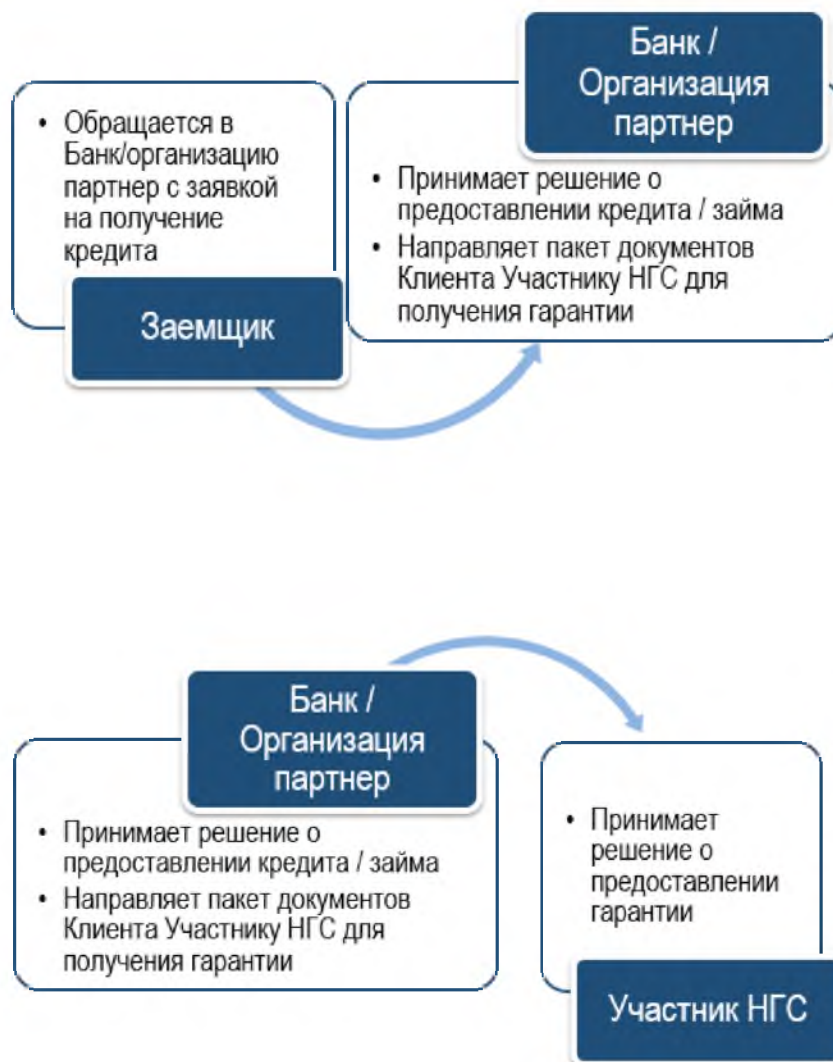 Банк /
Организация
партнер
• Обращается в
Банк/организацию
партнер с заявкой
на получение
кредита
Заемщик
• Принимает решение о
предоставлении кредита / займа
• Направляет пакет документов
Клиента Участнику НГС для
получения гарантии
Банк /
Организация
партнер
• Принимает решение о
предоставлении кредита / займа
• Направляет пакет документов
Клиента Участнику НГС для
получения гарантии
• Принимает
решение о
предоставлении
гарантии
Участник НГС